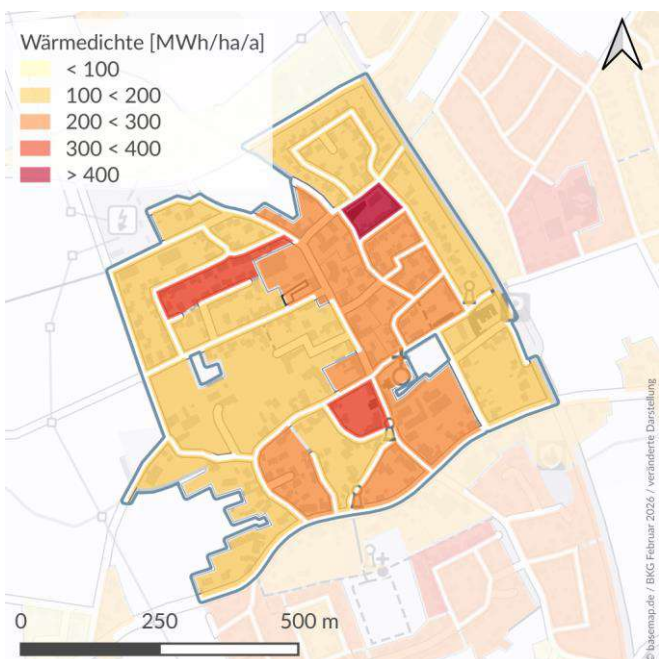 Wärmedichte [MWh/ha/a]
< 100
100 < 200
200 < 300
300 < 400
> 400
0 250 500 m
© basemap.de / BKG Februar 2026 / veränderte Darstellung